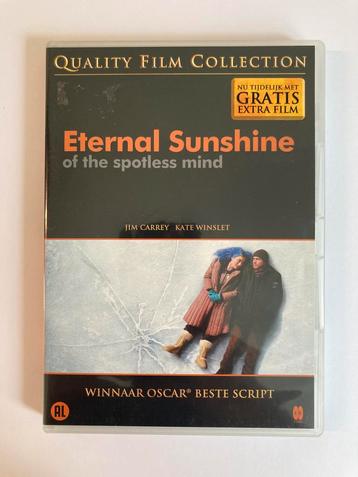 QUALITY FILM COLLECTION
NU TIJDELIJK MET
GRATIS
EXTRA FILM
Eternal Sunshine
of the spotless mind
JIM CARREY KATE WINSLET
WINNAAR OSCAR® BESTE SCRIPT
AL